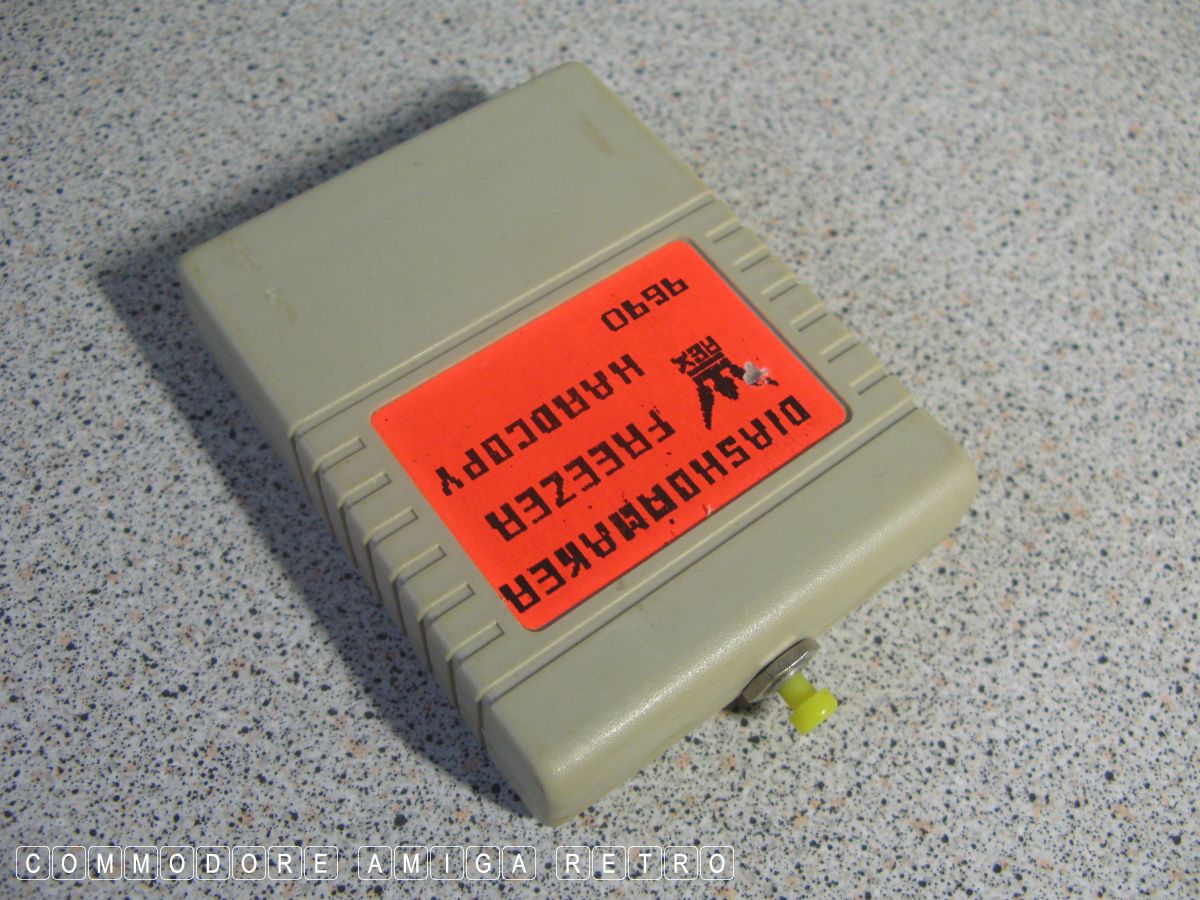 DIASHOWMAKER
FREEZER
HARDCOPY
REX
9690
COMMODORE AMIGA RETRO